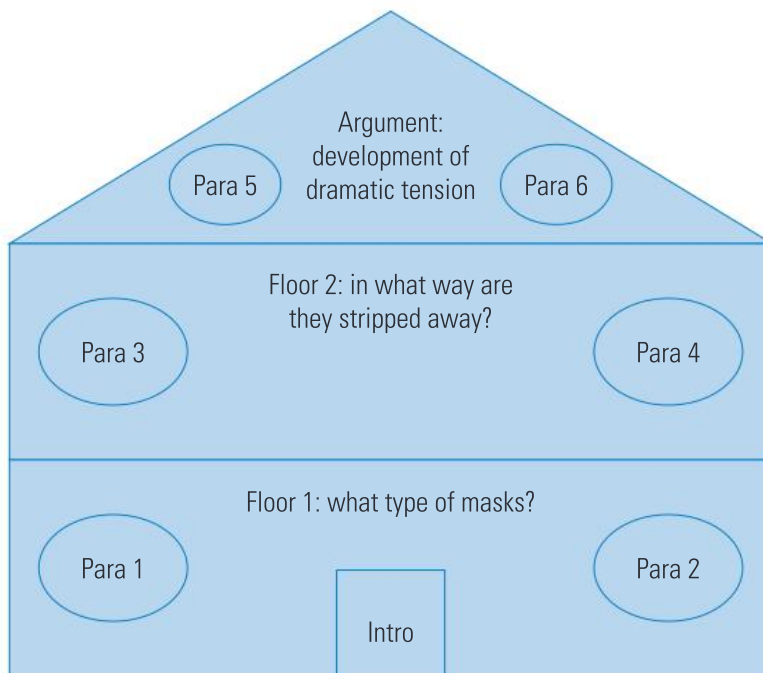 Argument:
development of
dramatic tension
Para 5
Para 6
Floor 2: in what way are
they stripped away?
Para 3
Para 4
Floor 1: what type of masks?
Para 1
Para 2
Intro